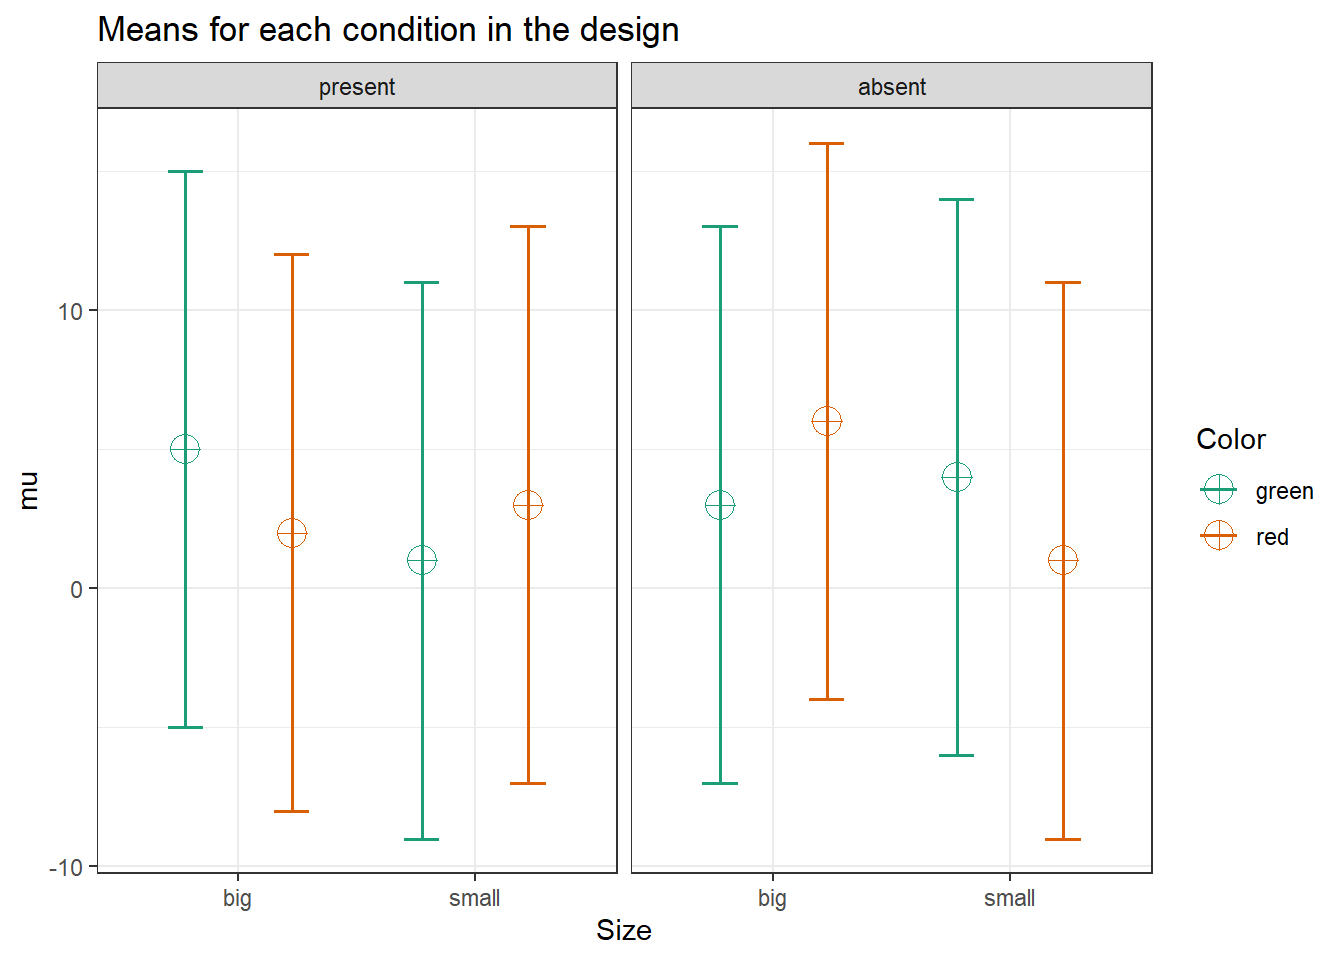 Means for each condition in the design
present absent
10
0
-10
mu
big small big small
Size
Color
green
red